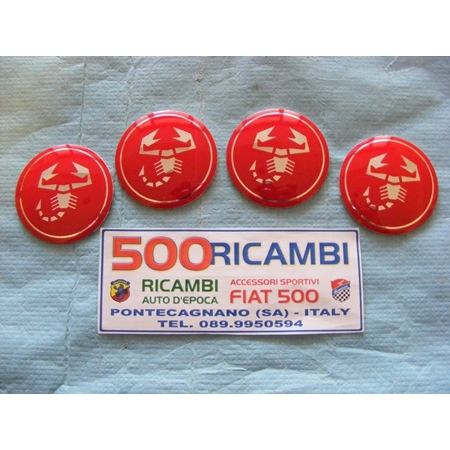 500RICAMBI
RICAMBI
AUTO D'EPOCA
ACCESSORI SPORTIVI
FIAT 500
PONTECAGNANO (SA) - ITALY
TEL. 089.9950594